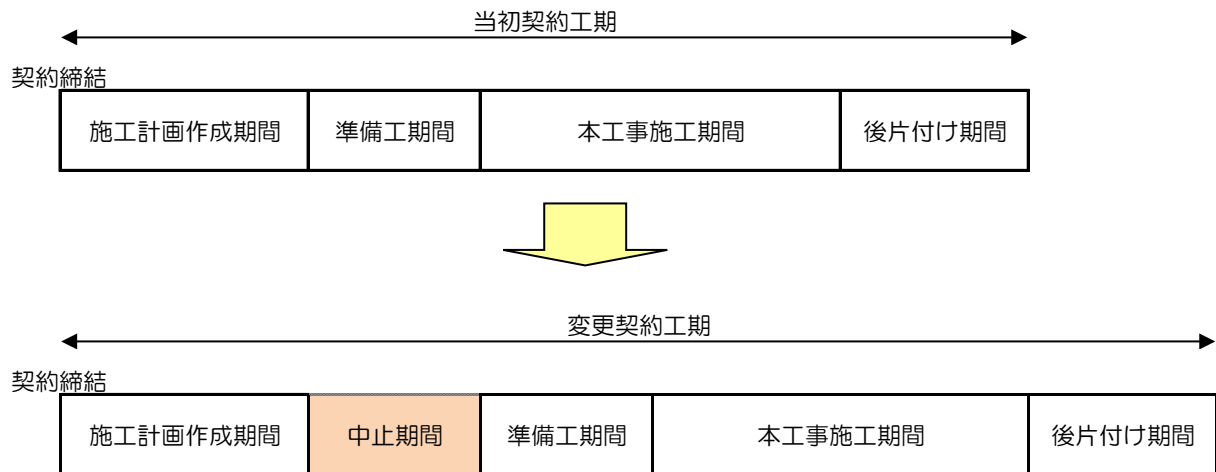 当初契約工期
契約締結
施工計画作成期間 準備工期間 本工事施工期間 後片付け期間
変更契約工期
契約締結
施工計画作成期間 中止期間 準備工期間 本工事施工期間 後片付け期間